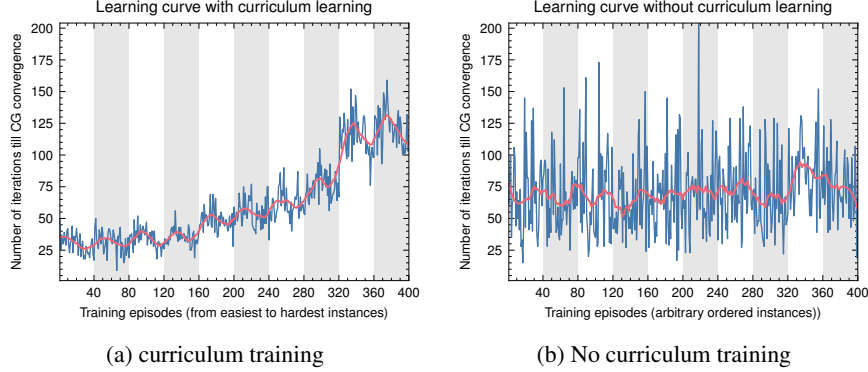 Learning curve with curriculum learning
Number of Iterations till CG convergence
200
175
150
125
100
75
50
25
40 80 120 160 200 240 280 320 360 400
Training episodes (from easiest to hardest instances)
(a) curriculum training
Learning curve without curriculum learning
Number of Iterations till CG convergence
200
175
150
125
100
75
50
25
40 80 120 160 200 240 280 320 360 400
Training episodes (arbitrary ordered instances))
(b) No curriculum training